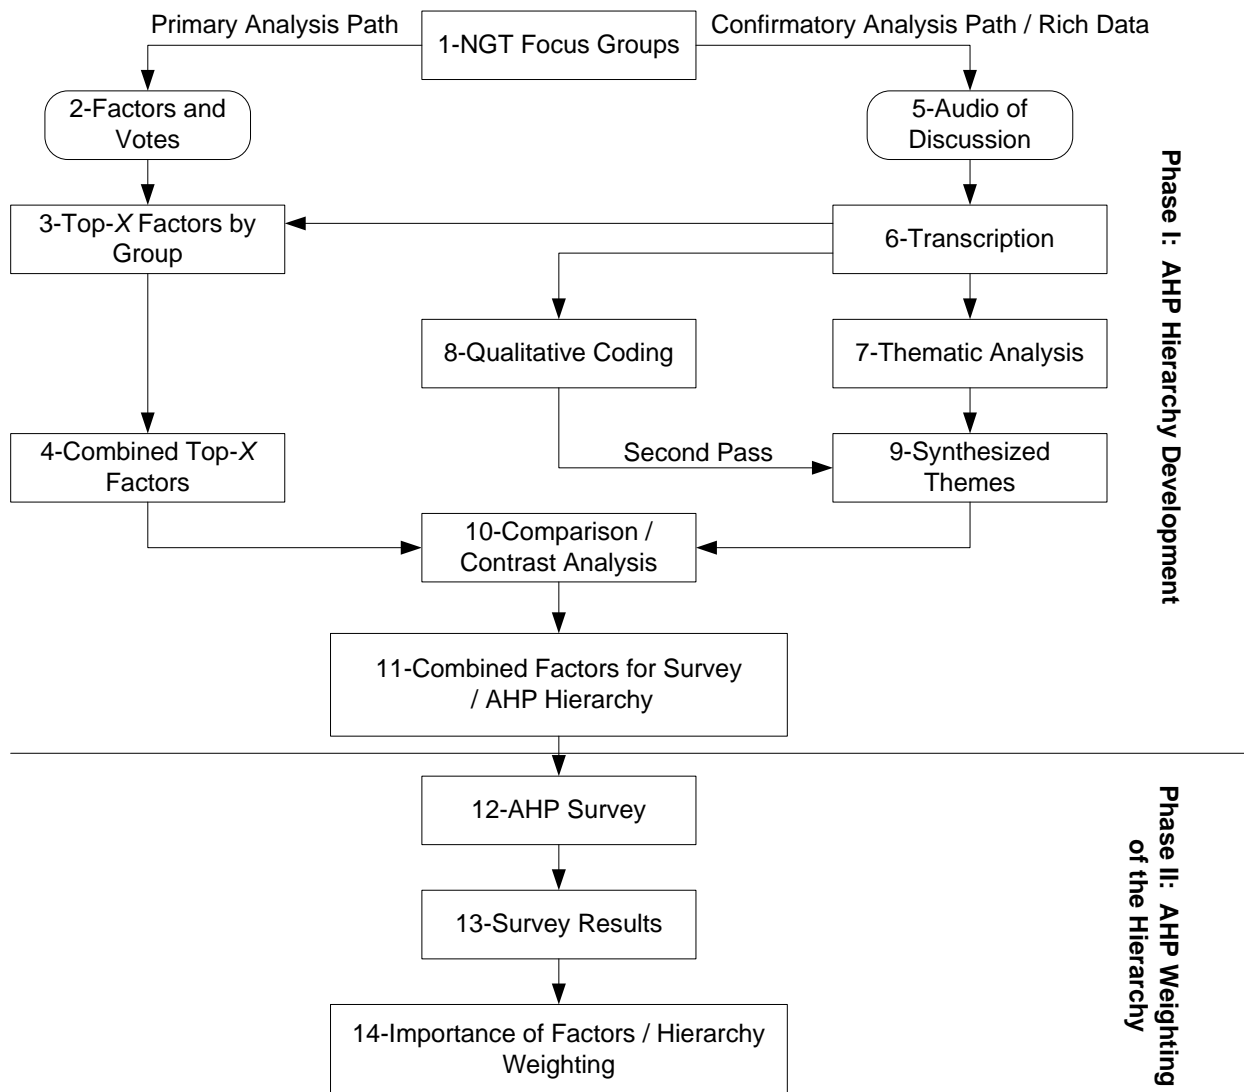 Primary Analysis Path
Confirmatory Analysis Path / Rich Data
1-NGT Focus Groups
2-Factors and
Votes
5-Audio of
Discussion
3-Top-X Factors by
Group
6-Transcription
8-Qualitative Coding
7-Thematic Analysis
4-Combined Top-X
Factors
Second Pass
9-Synthesized
Themes
10-Comparison /
Contrast Analysis
11-Combined Factors for Survey
/ AHP Hierarchy
Phase I:  AHP Hierarchy Development
12-AHP Survey
13-Survey Results
14-Importance of Factors / Hierarchy
Weighting
Phase II:  AHP Weighting
of the Hierarchy